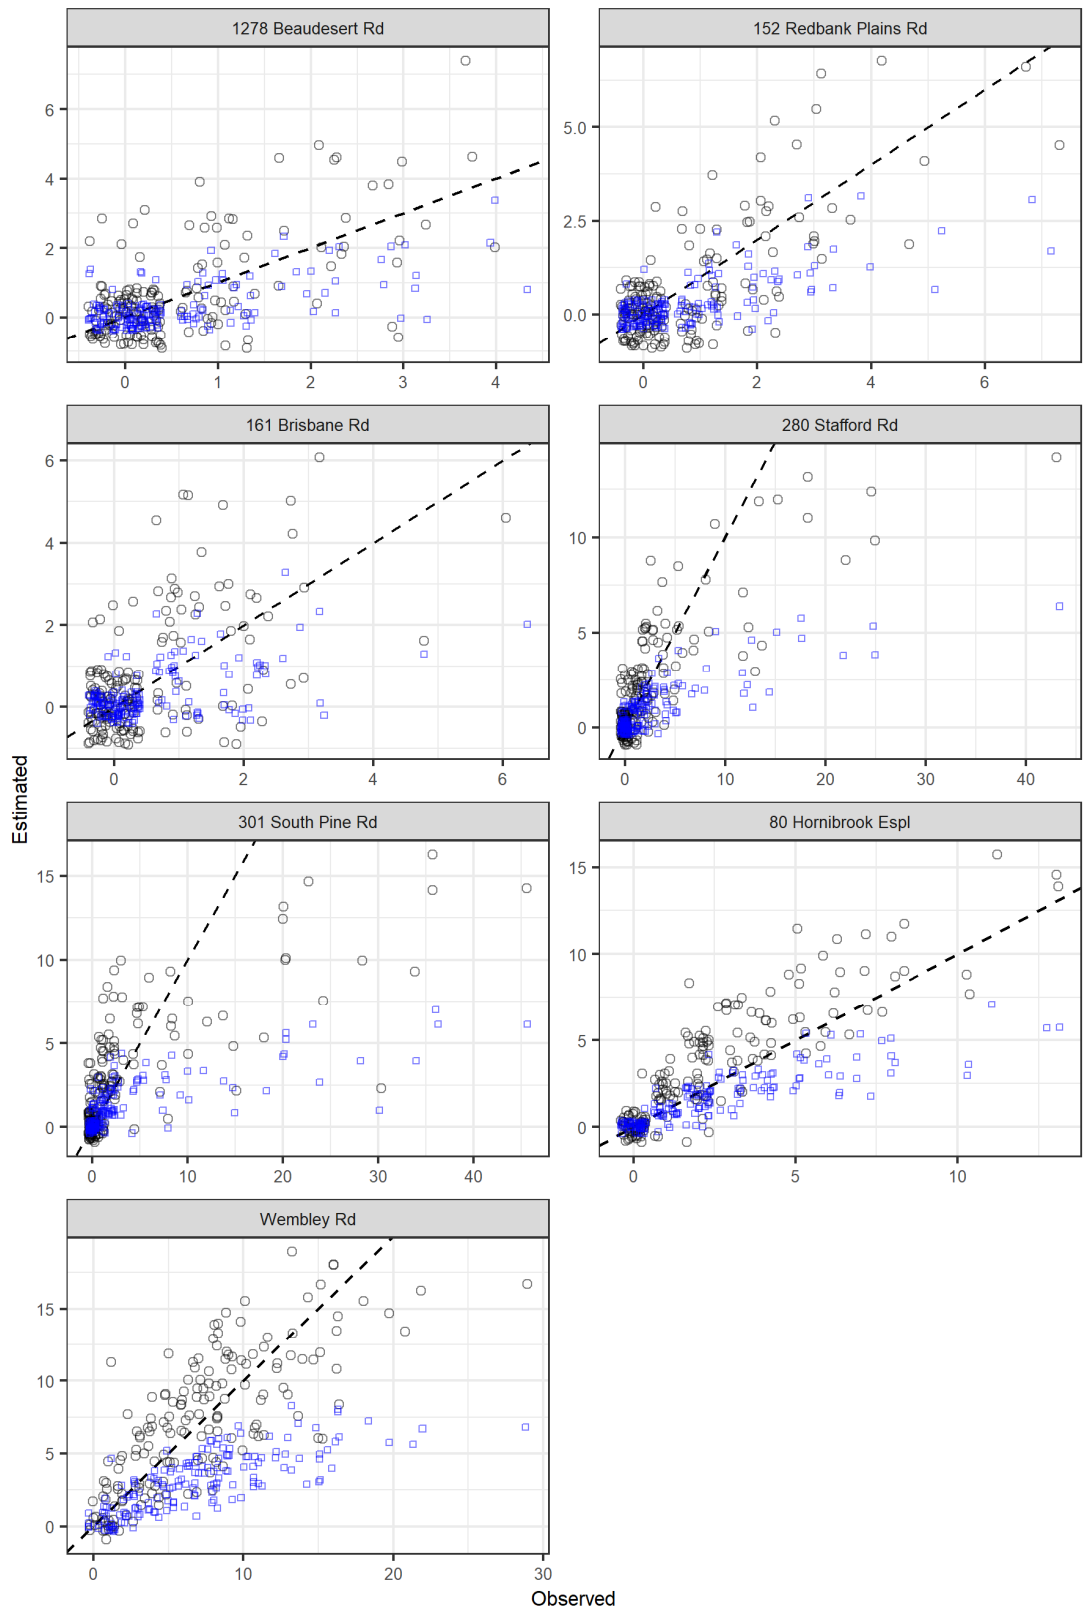 1278 Beaudesert Rd
152 Redbank Plains Rd
6
4
2
0
0 1 2 3 4
5.0
2.5
0.0
0 2 4 6
161 Brisbane Rd
280 Stafford Rd
6
4
2
0
0 2 4 6
10
5
0
0 10 20 30 40
Estimated
301 South Pine Rd
80 Hornibrook Espl
15
10
5
0
0 10 20 30 40
15
10
5
0
0 5 10
Wembley Rd
15
10
5
0
0 10 20 30
Observed